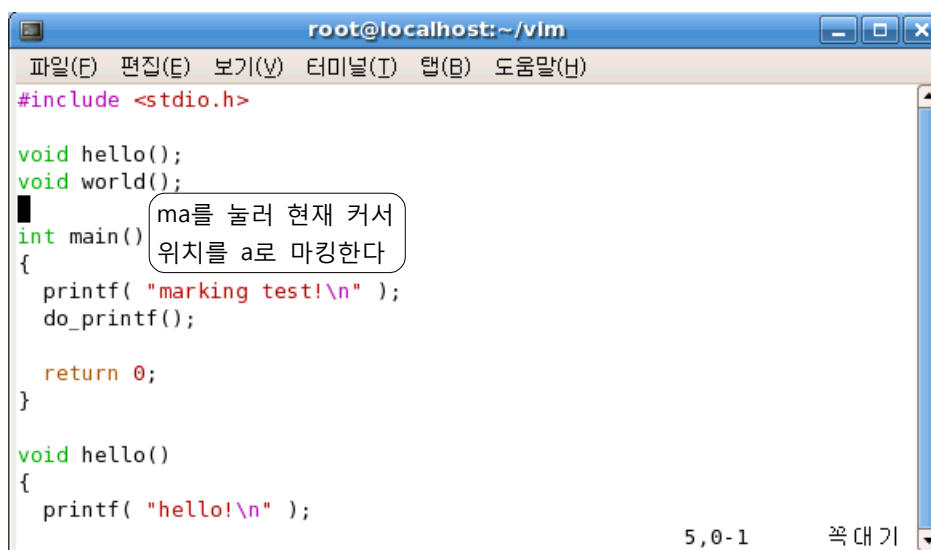 root@localhost:~/vim
파일(F) 편집(E) 보기(V) 터미널(T) 탭(B) 도움말(H)
#include <stdio.h>
void hello();
void world();
ma를 눌러 현재 커서
위치를 a로 마킹한다
int main()
{
  printf( "marking test!\n" );
  do_printf();
  return 0;
}
void hello()
{
  printf( "hello!\n" );
5,0-1 꼭대기